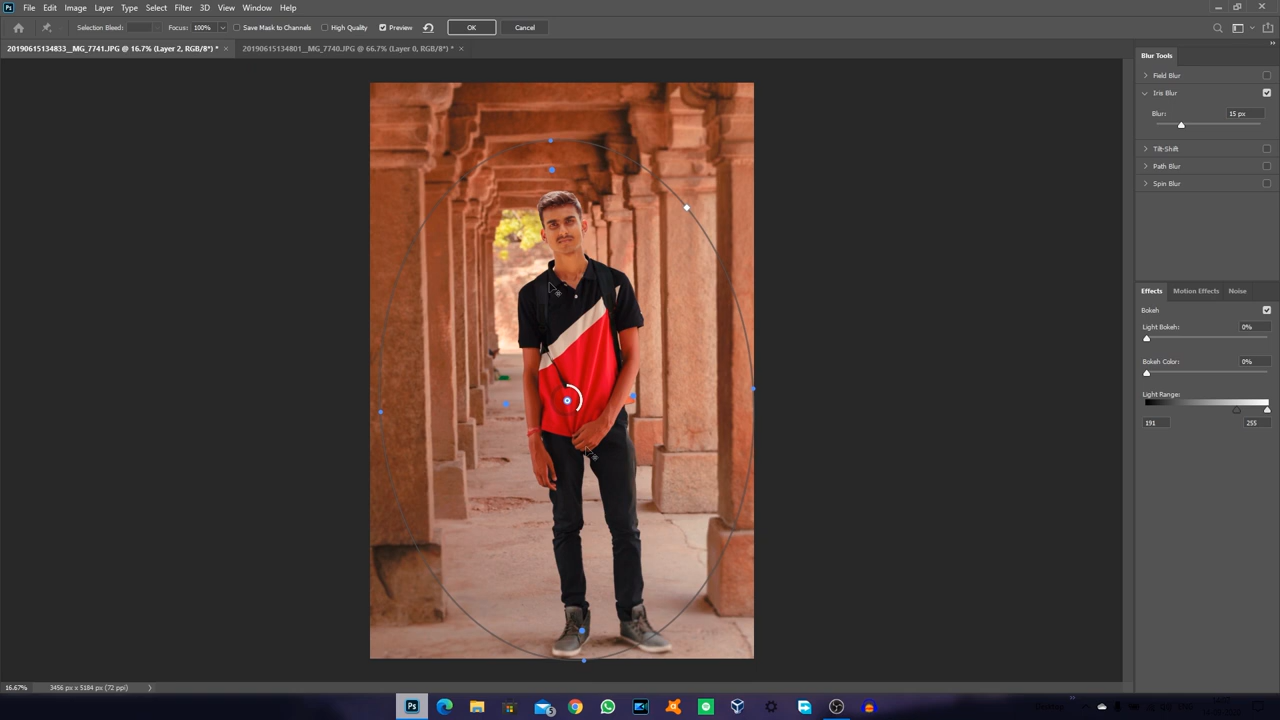 File Edit Image Layer Type Select Filter 3D View Window Help
Selection Bleed: Focus: 100% Save Mask to Channels High Quality Preview OK Cancel
20190615134833__MG_7741.JPG @ 16.7% (Layer 2, RGB/8*) * × 20190615134801__MG_7740.JPG @ 66.7% (Layer 0, RGB/8*) * ×
Blur Tools
Field Blur
Iris Blur
Blur: 15 px
Tilt-Shift
Path Blur
Spin Blur
Effects Motion Effects Noise
Bokeh
Light Bokeh: 0%
Bokeh Color: 0%
Light Range:
191 255
16.67% 3456 px x 5184 px (72 ppi)